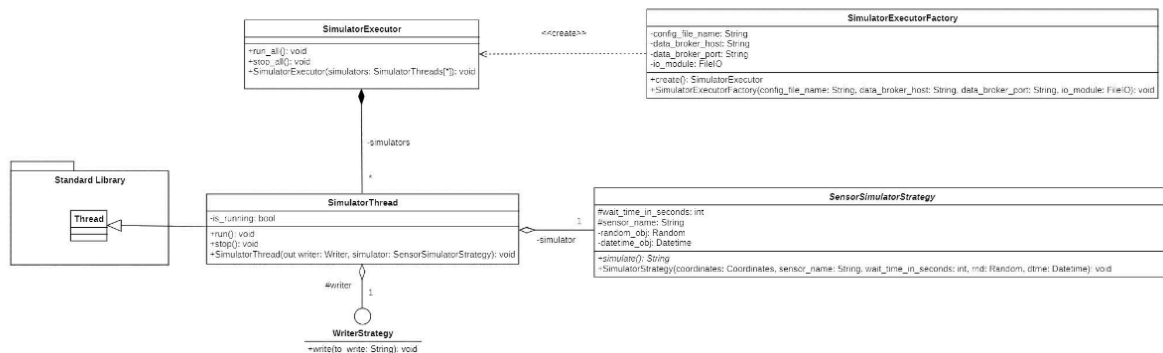 SimulatorExecutor
+run_all(): void
+stop_all(): void
+SimulatorExecutor(simulators: SimulatorThreads[*]): void
<<create>>
SimulatorExecutorFactory
-config_file_name: String
-data_broker_host: String
-data_broker_port: String
-io_module: FileIO
+create(): SimulatorExecutor
+SimulatorExecutorFactory(config_file_name: String, data_broker_host: String, data_broker_port: String, io_module: FileIO): void
-simulators
*
Standard Library
Thread
SimulatorThread
-is_running: bool
+run(): void
+stop(): void
+SimulatorThread(out writer: Writer, simulator: SensorSimulatorStrategy): void
1
-simulator
SensorSimulatorStrategy
#wait_time_in_seconds: int
#sensor_name: String
-random_obj: Random
-datetime_obj: Datetime
+simulate(): String
+SimulatorStrategy(coordinates: Coordinates, sensor_name: String, wait_time_in_seconds: int, rnd: Random, dtme: Datetime): void
#writer
1
WriterStrategy
+write(to_write: String): void